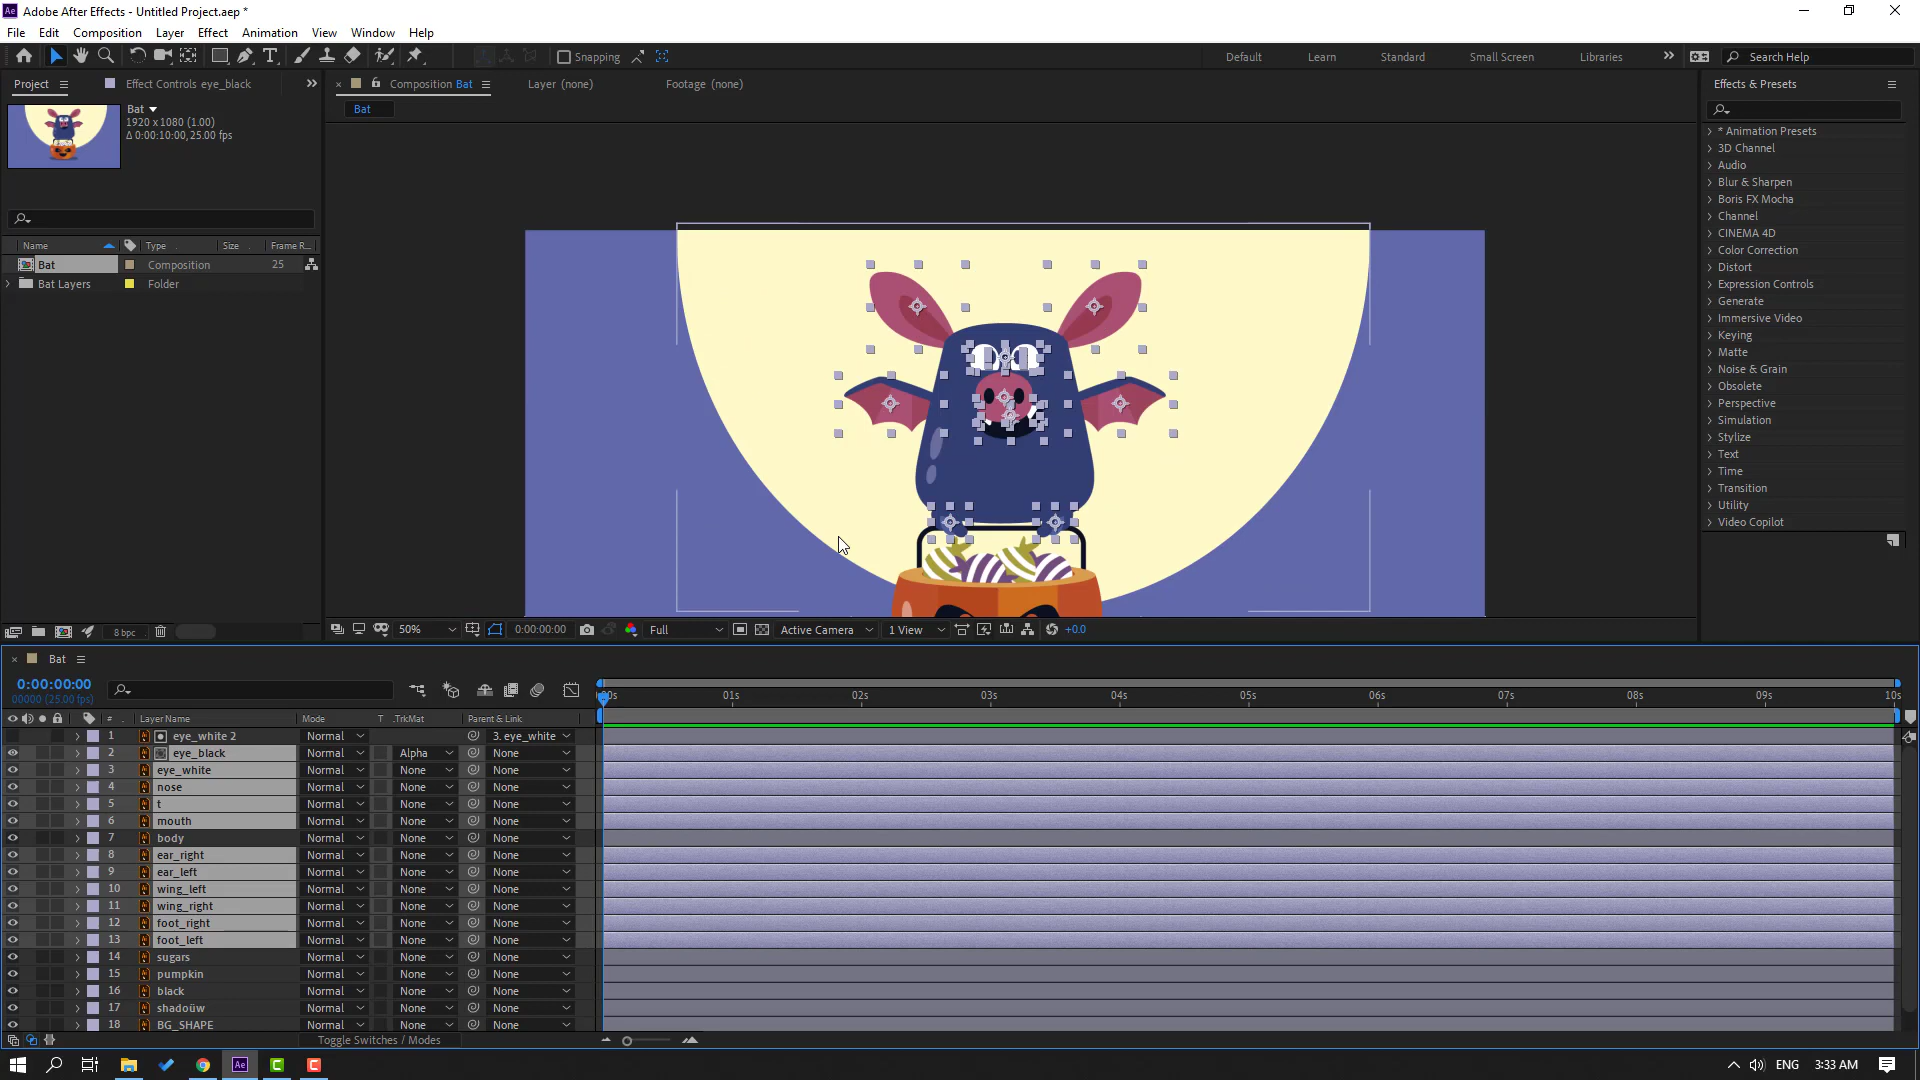 Adobe After Effects - Untitled Project.aep *
File Edit Composition Layer Effect Animation View Window Help
Snapping
Default Learn Standard Small Screen Libraries
Search Help
Project
Effect Controls eye_black
Composition Bat
Layer (none)
Footage (none)
Effects & Presets
Bat
1920 x 1080 (1.00)
Δ 0:00:10:00, 25.00 fps
Bat
Name Type Size Frame R...
Bat Composition 25
Bat Layers Folder
* Animation Presets
3D Channel
Audio
Blur & Sharpen
Boris FX Mocha
Channel
CINEMA 4D
Color Correction
Distort
Expression Controls
Generate
Immersive Video
Keying
Matte
Noise & Grain
Obsolete
Perspective
Simulation
Stylize
Text
Time
Transition
Utility
Video Copilot
8 bpc
50% 0:00:00:00 Full Active Camera 1 View +0.0
Bat
0:00:00:00
00000 (25.00 fps)
00s 01s 02s 03s 04s 05s 06s 07s 08s 09s 10s
# Layer Name Mode T .TrkMat Parent & Link
1 eye_white 2 Normal 3. eye_white
2 eye_black Normal Alpha None
3 eye_white Normal None None
4 nose Normal None None
5 t Normal None None
6 mouth Normal None None
7 body Normal None None
8 ear_right Normal None None
9 ear_left Normal None None
10 wing_left Normal None None
11 wing_right Normal None None
12 foot_right Normal None None
13 foot_left Normal None None
14 sugars Normal None None
15 pumpkin Normal None None
16 black Normal None None
17 shadoüw Normal None None
18 BG_SHAPE Normal None None
Toggle Switches / Modes
ENG 3:33 AM